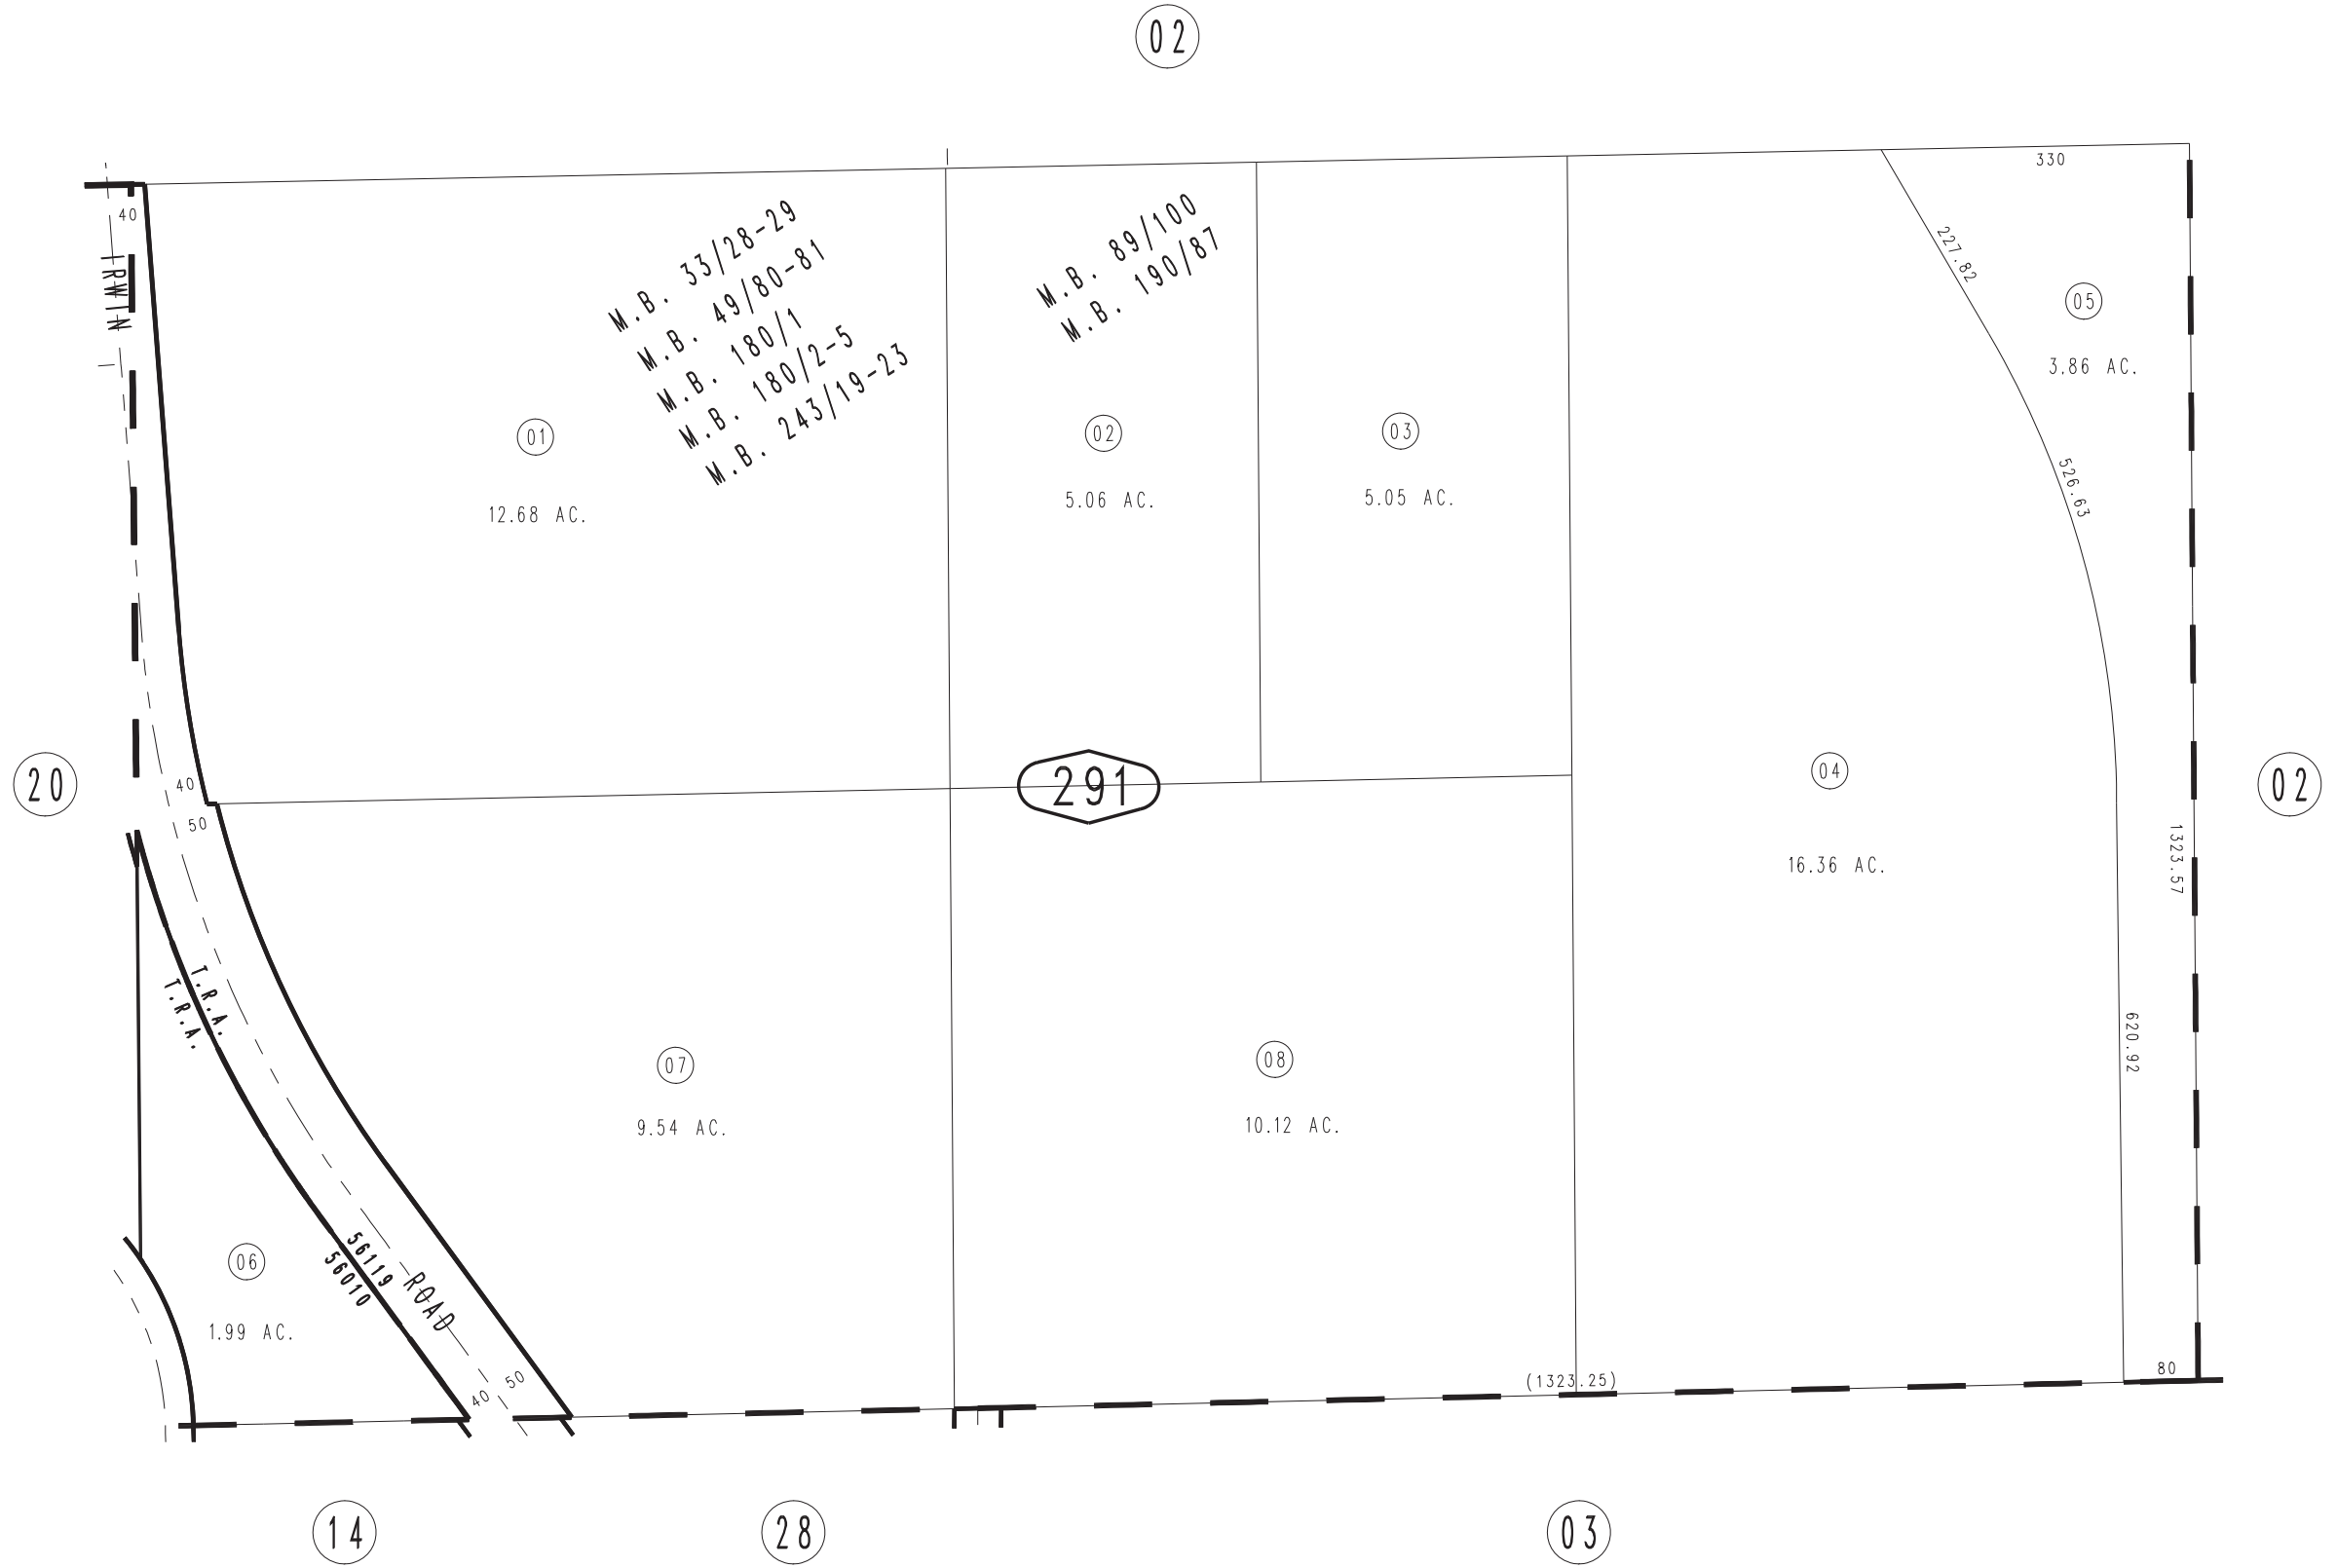 02
330
40
IRWIN
M.B. 33/28-29
M.B. 49/80-81
M.B. 180/1
M.B. 180/2-5
M.B. 243/19-23
M.B. 89/100
M.B. 190/87
227.82
05
3.86 AC.
01
12.68 AC.
02
5.06 AC.
03
5.05 AC.
526.63
20
40
50
291
04
16.36 AC.
1323.57
02
T.R.A.
T.R.A.
07
9.54 AC.
08
10.12 AC.
620.92
06
1.99 AC.
56119
56010
ROAD
40
50
(1323.25)
80
14
28
03